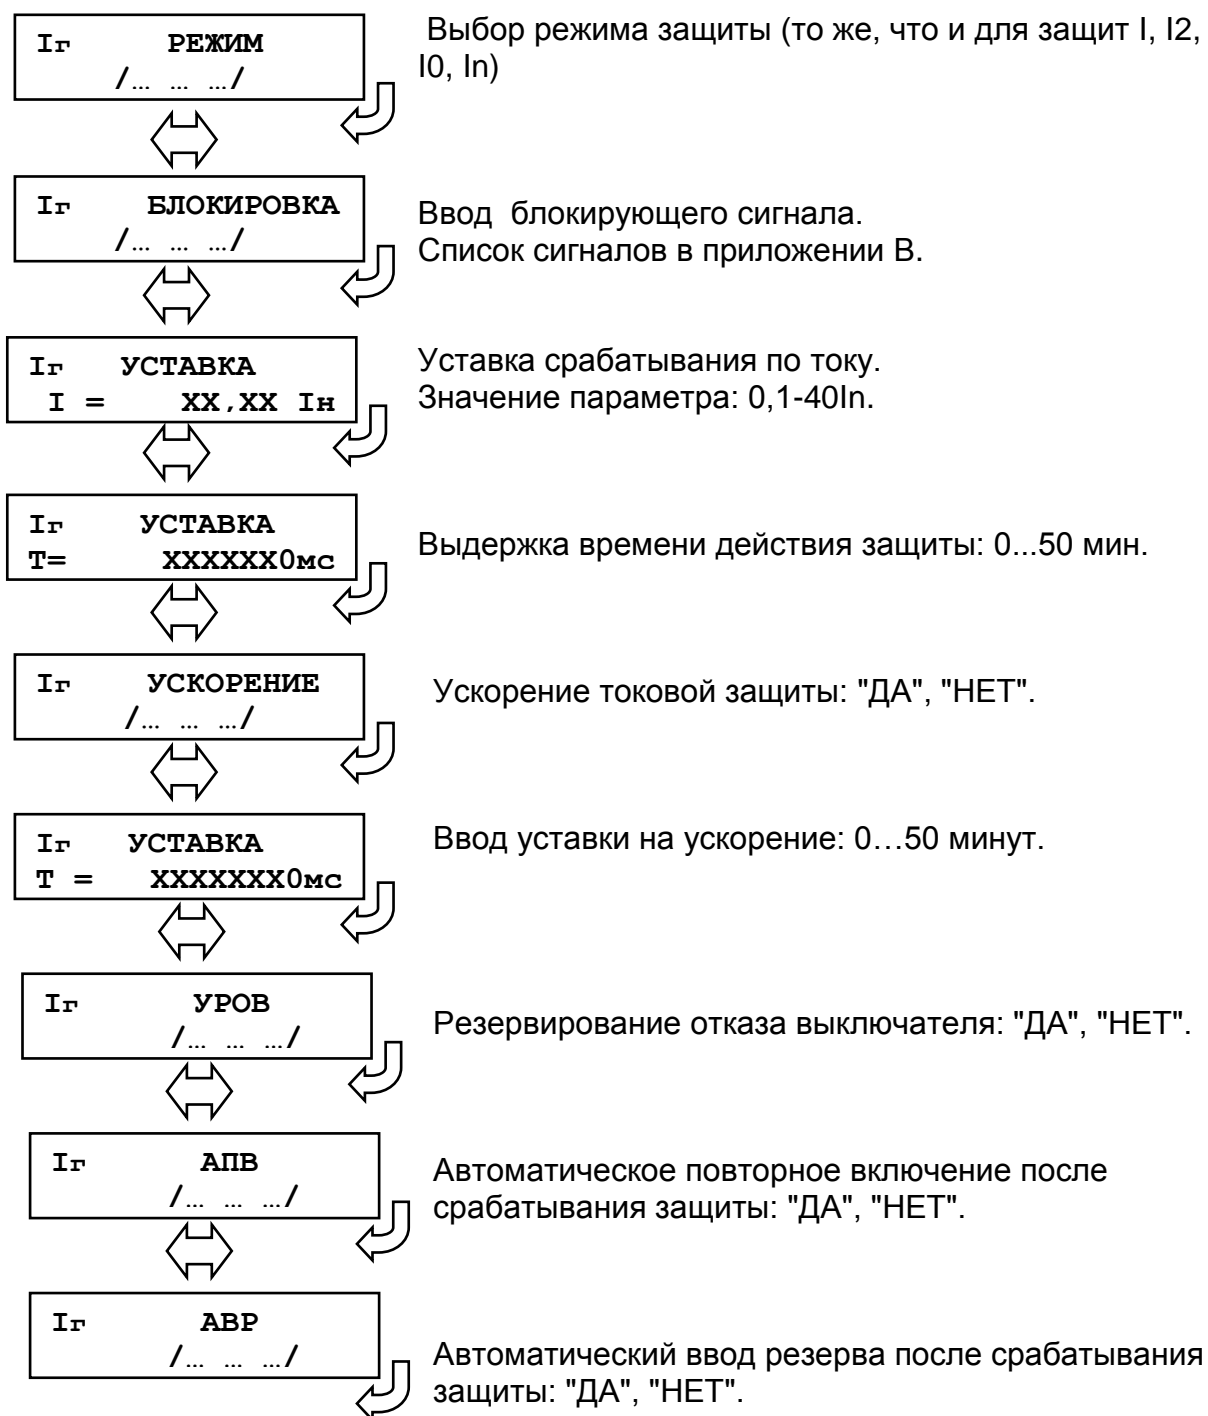 Iг РЕЖИМ
/… … …/
Выбор режима защиты (то же, что и для защит I, I2,
I0, In)
Iг БЛОКИРОВКА
/… … …/
Ввод блокирующего сигнала.
Список сигналов в приложении В.
Iг УСТАВКА
I = XX,XX Iн
Уставка срабатывания по току.
Значение параметра: 0,1-40In.
Iг УСТАВКА
T= XXXXXX0мс
Выдержка времени действия защиты: 0...50 мин.
Iг УСКОРЕНИЕ
/… … …/
Ускорение токовой защиты: "ДА", "НЕТ".
Iг УСТАВКА
T = XXXXXXX0мс
Ввод уставки на ускорение: 0…50 минут.
Iг УРОВ
/… … …/
Резервирование отказа выключателя: "ДА", "НЕТ".
Iг АПВ
/… … …/
Автоматическое повторное включение после
срабатывания защиты: "ДА", "НЕТ".
Iг АВР
/… … …/
Автоматический ввод резерва после срабатывания
защиты: "ДА", "НЕТ".